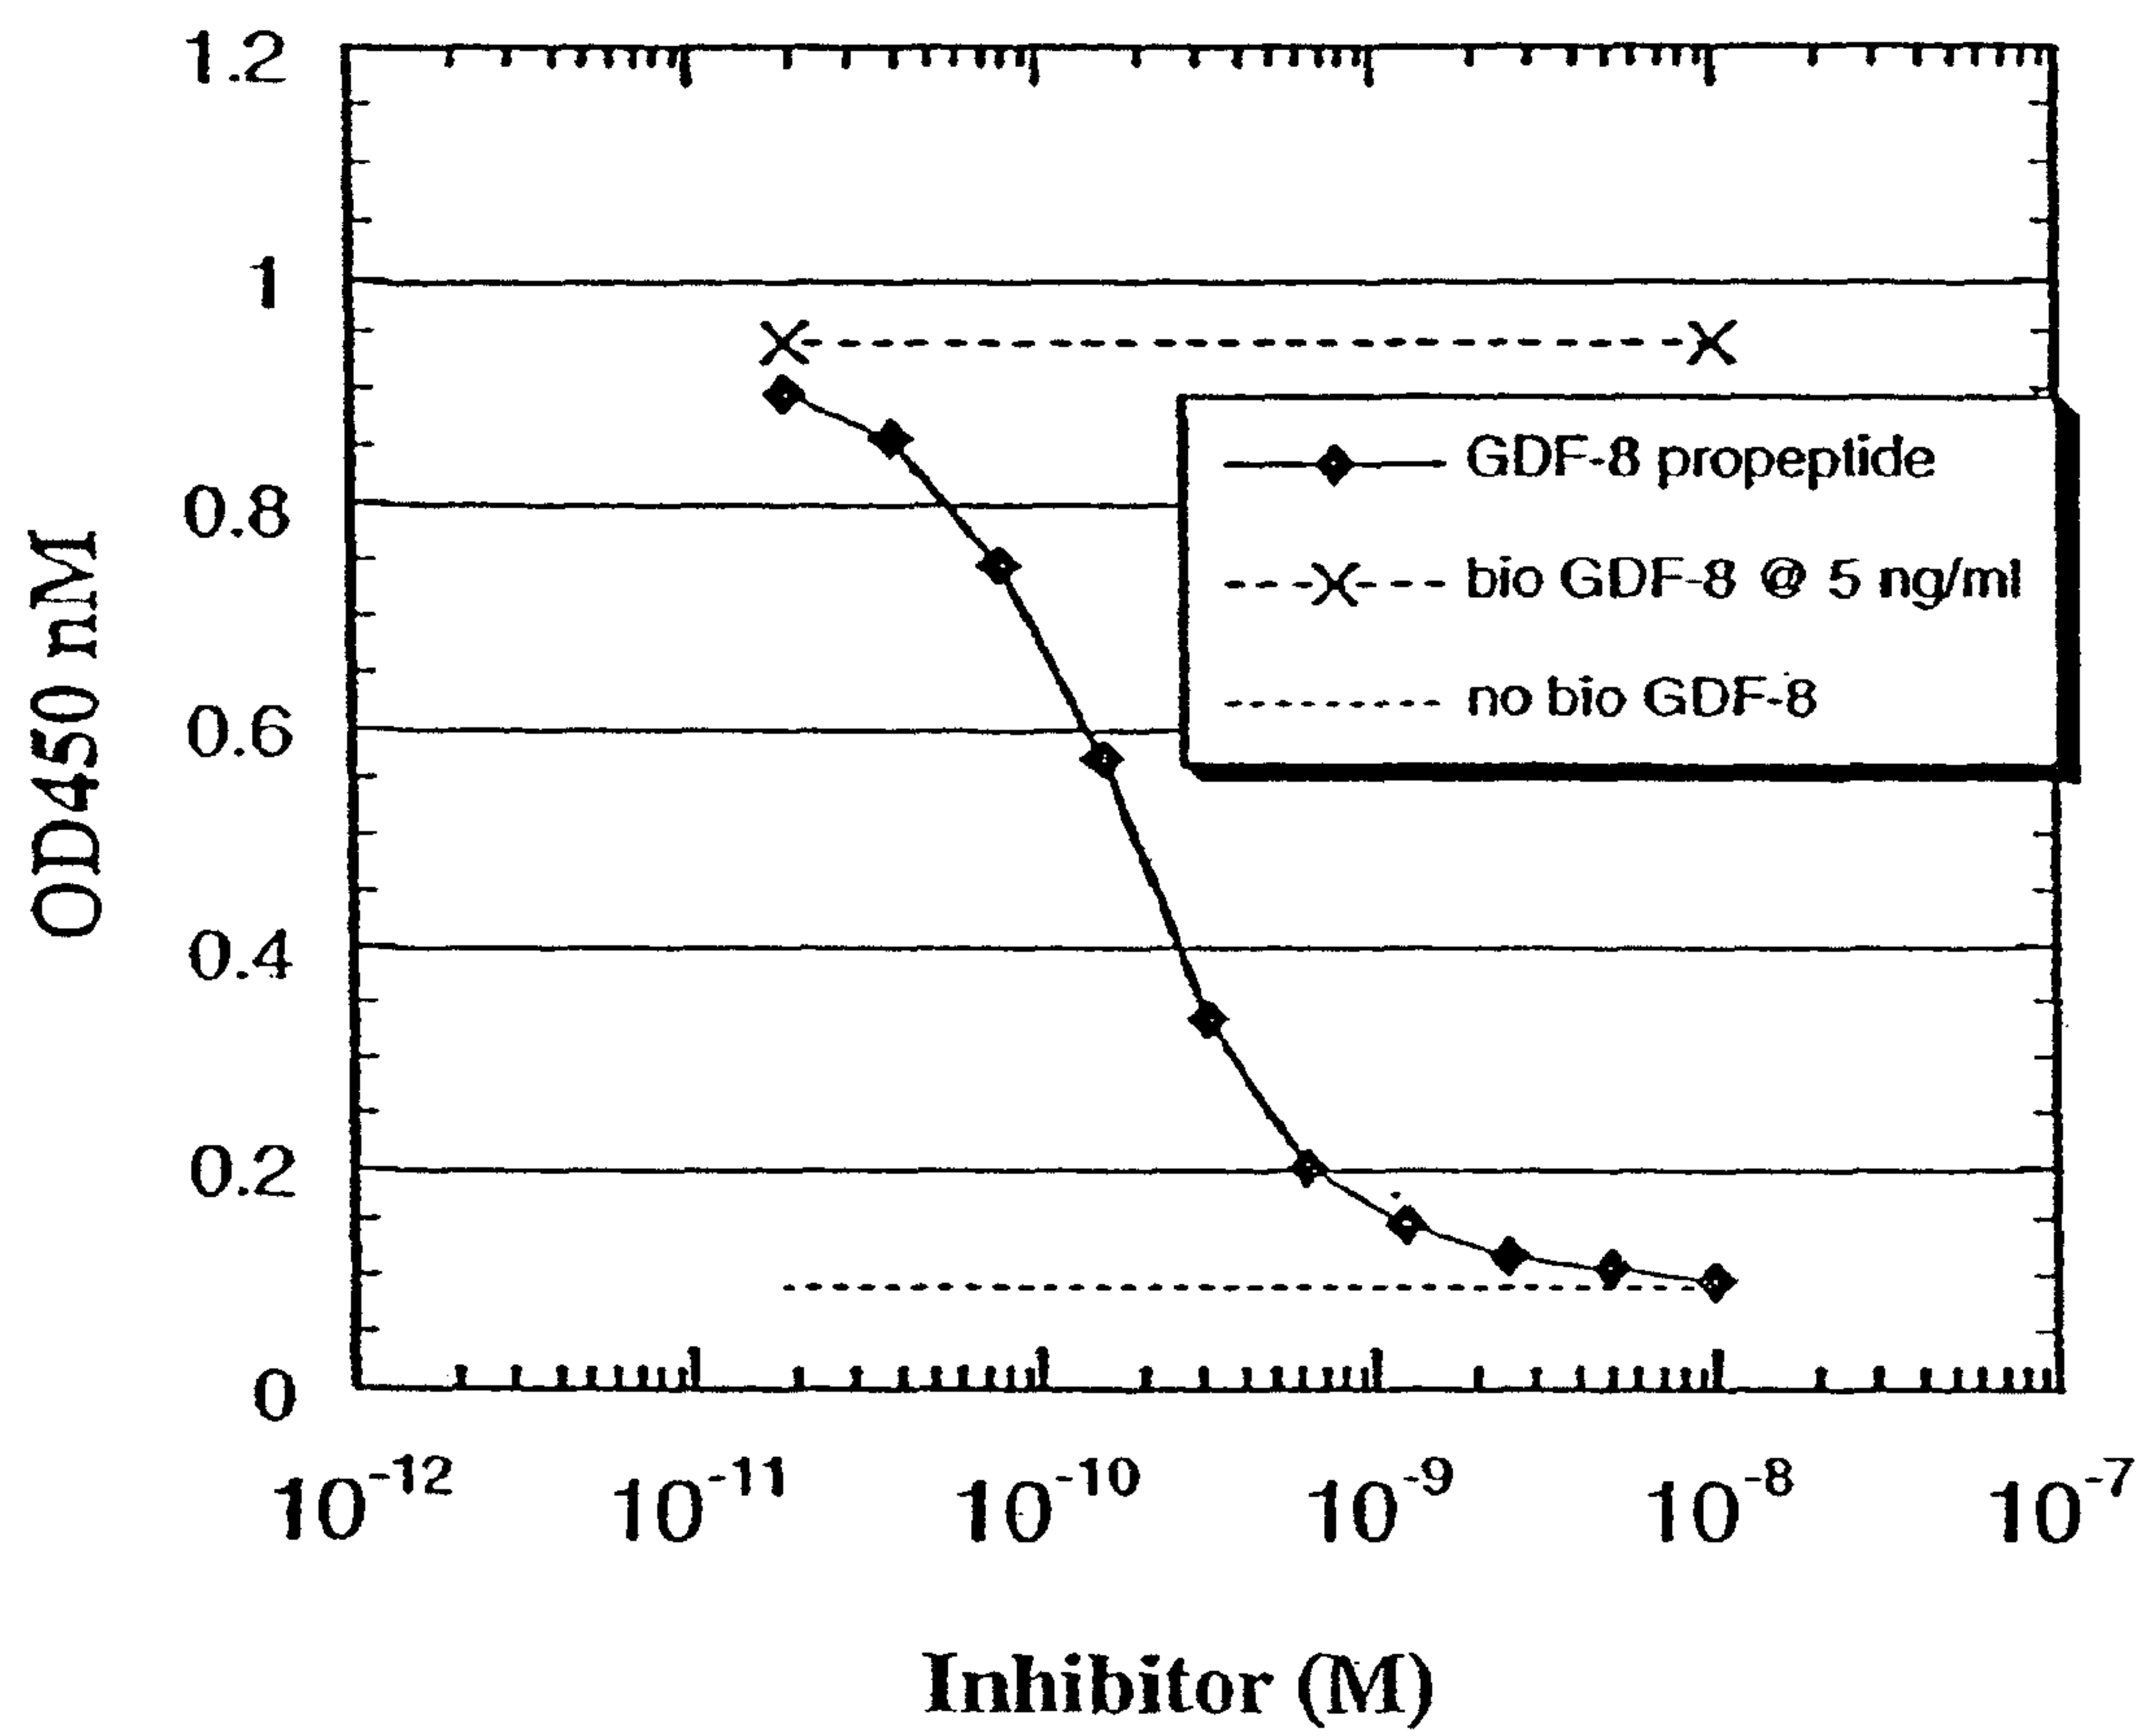 1.2
1
0.8
0.6
0.4
0.2
0
OD450 nM
GDF-8 propeptide
bio GDF-8 @ 5 ng/ml
no bio GDF-8
10^-12 10^-11 10^-10 10^-9 10^-8 10^-7
Inhibitor (M)